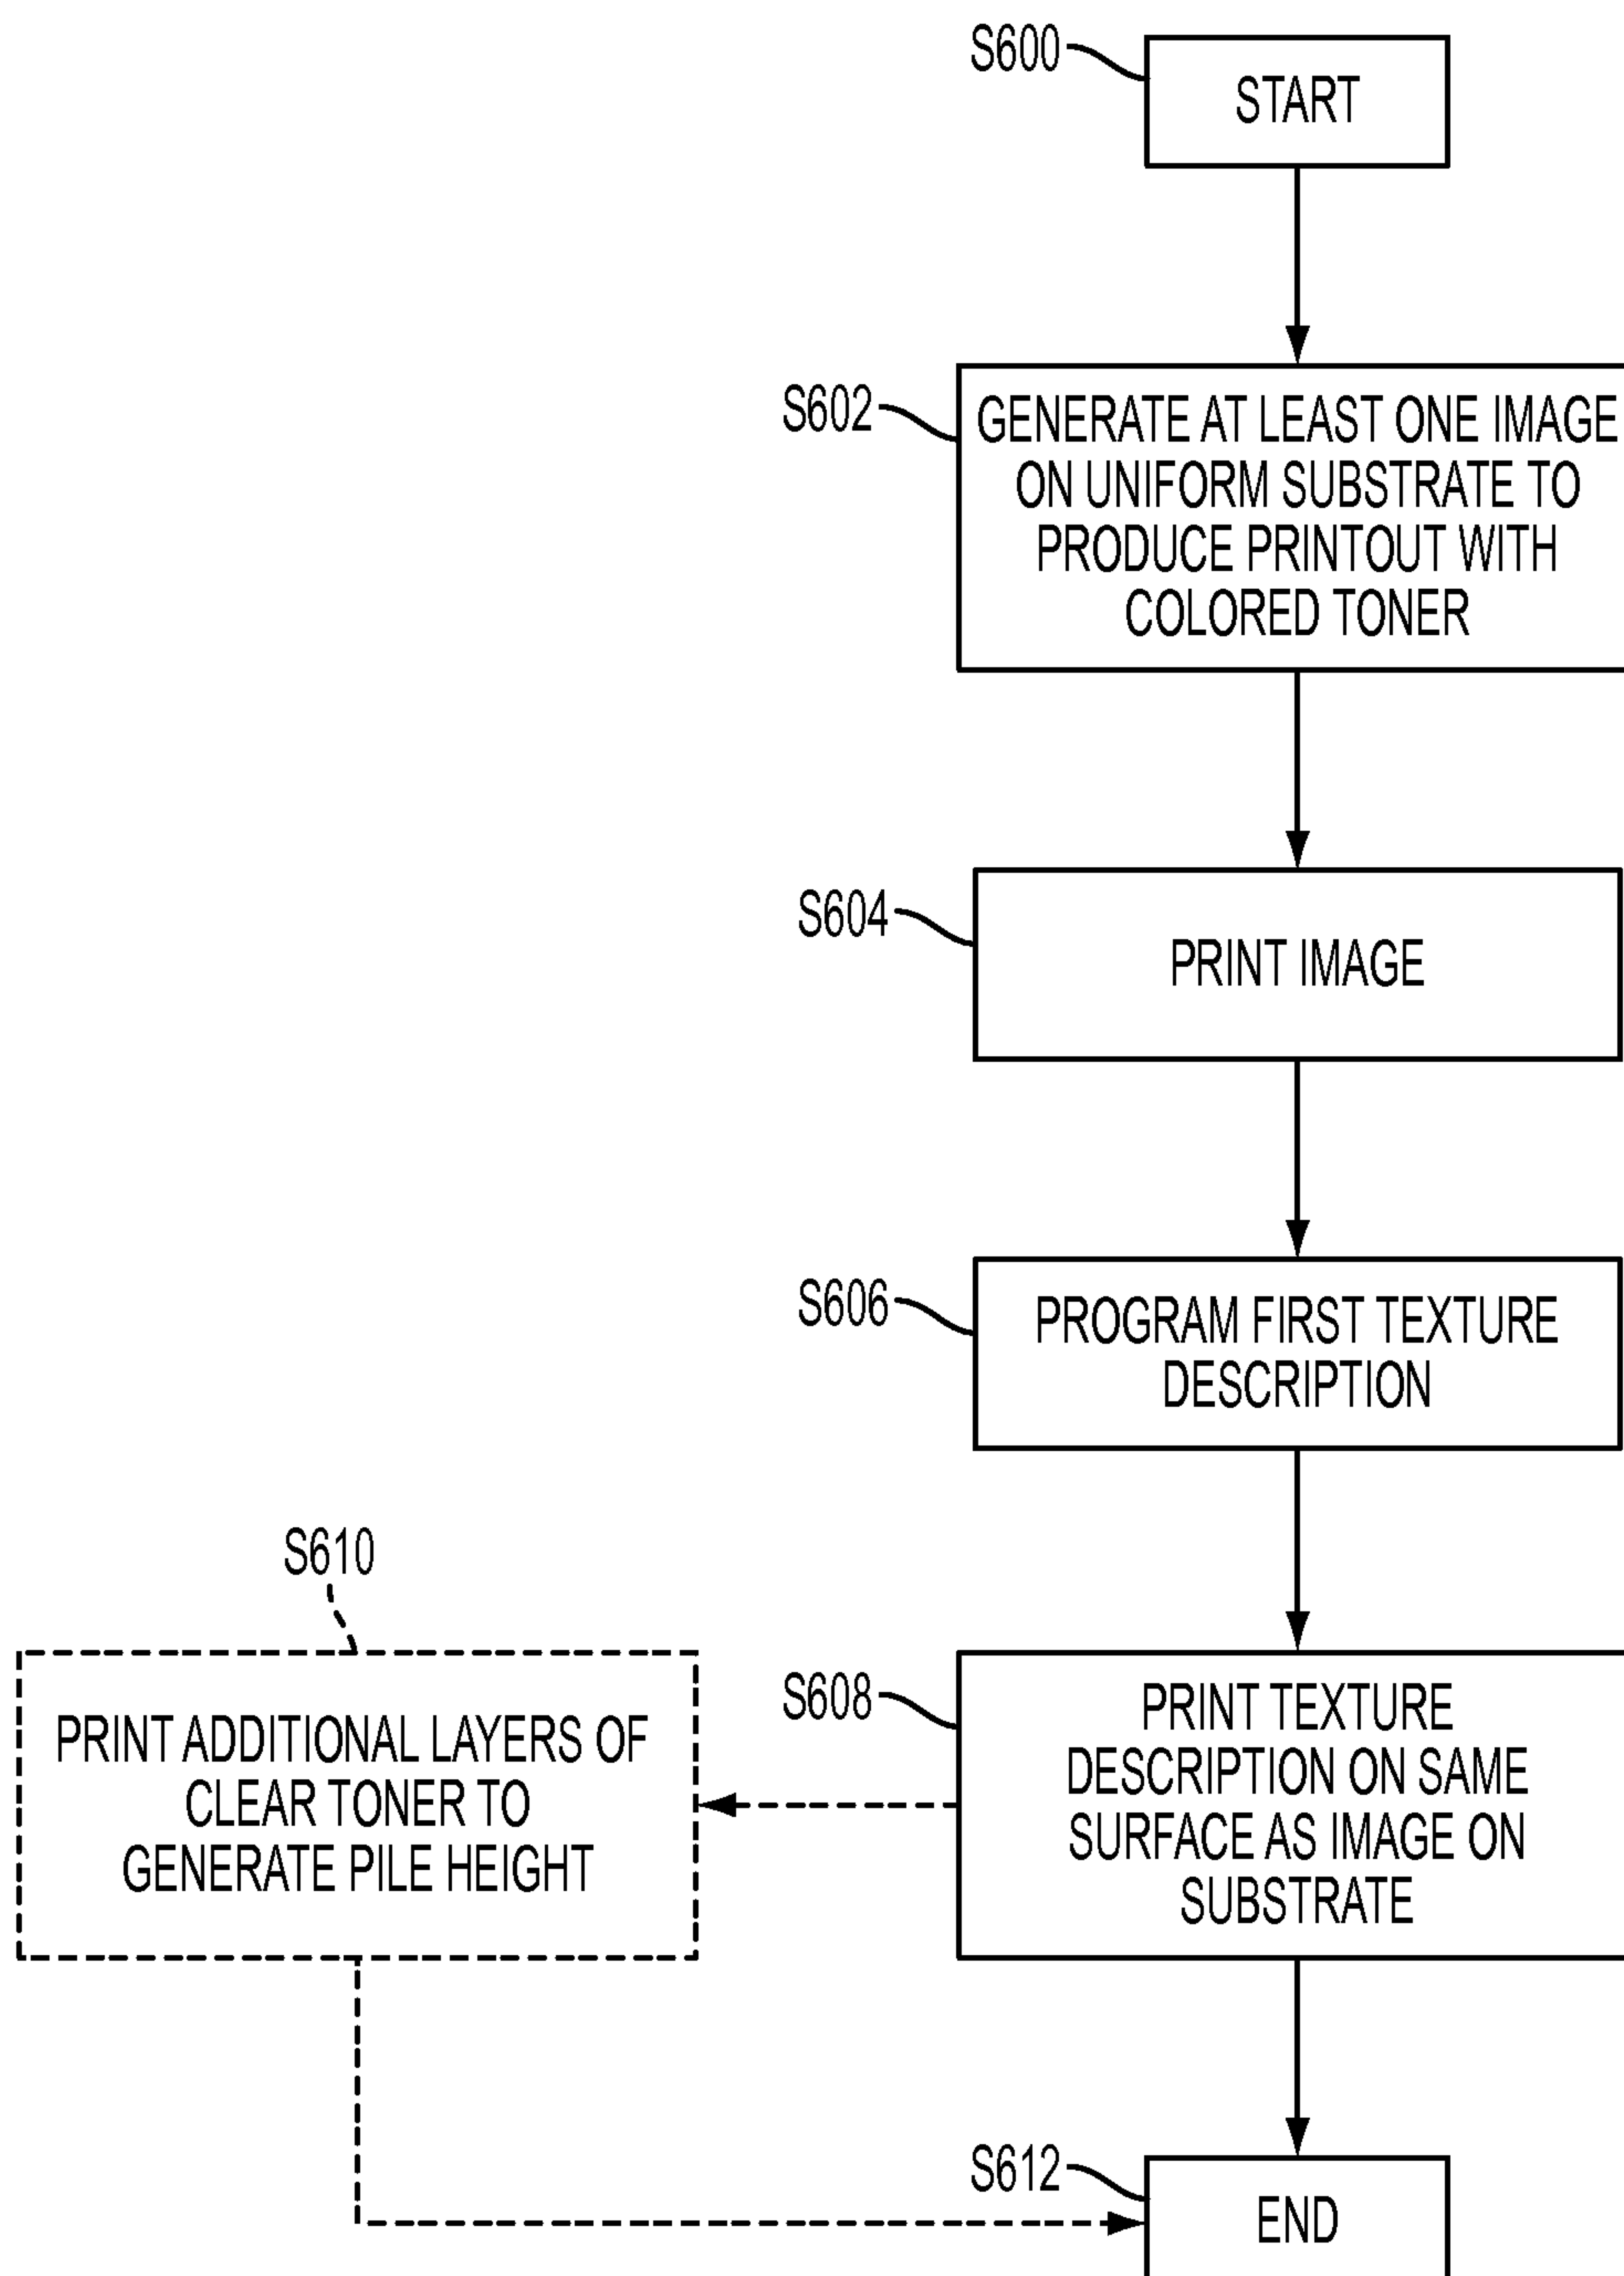 S600
START
S602
GENERATE AT LEAST ONE IMAGE
ON UNIFORM SUBSTRATE TO
PRODUCE PRINTOUT WITH
COLORED TONER
S604
PRINT IMAGE
S606
PROGRAM FIRST TEXTURE
DESCRIPTION
S608
PRINT TEXTURE
DESCRIPTION ON SAME
SURFACE AS IMAGE ON
SUBSTRATE
S610
PRINT ADDITIONAL LAYERS OF
CLEAR TONER TO
GENERATE PILE HEIGHT
S612
END